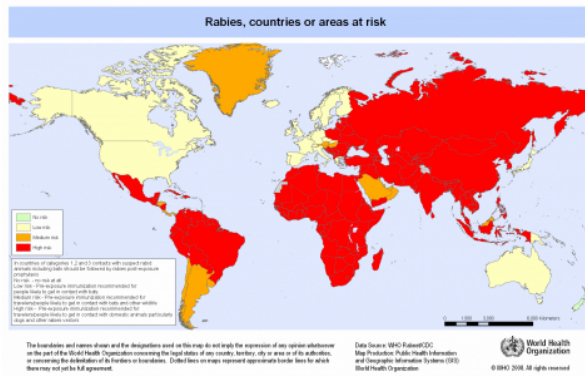 Rabies, countries or areas at risk
No risk
Low risk
Medium risk
High risk
In countries of categories 1,2 and 3 contacts with suspect rabid
animals including bats should be followed by rabies post-exposure
prophylaxis
No risk - no risk at all
Low risk - Pre-exposure immunization recommended for
people likely to get in contact with bats
Medium risk - Pre-exposure immunization recommended for
travelers/people likely to get in contact with bats and other wildlife
High risk - Pre-exposure immunization recommended for
travelers/people likely to get in contact with domestic animals particularly
dogs and other rabies vectors
The boundaries and names shown and the designations used on this map do not imply the expression of any opinion whatsoever
on the part of the World Health Organization concerning the legal status of any country, territory, city or area or of its authorities,
or concerning the delimitation of its frontiers or boundaries. Dotted lines on maps represent approximate border lines for which
there may not yet be full agreement.
Data Source: WHO Rabnet/CDC
Map Production: Public Health Information
and Geographic Information Systems (GIS)
World Health Organization
World Health
Organization
© WHO 2008. All rights reserved